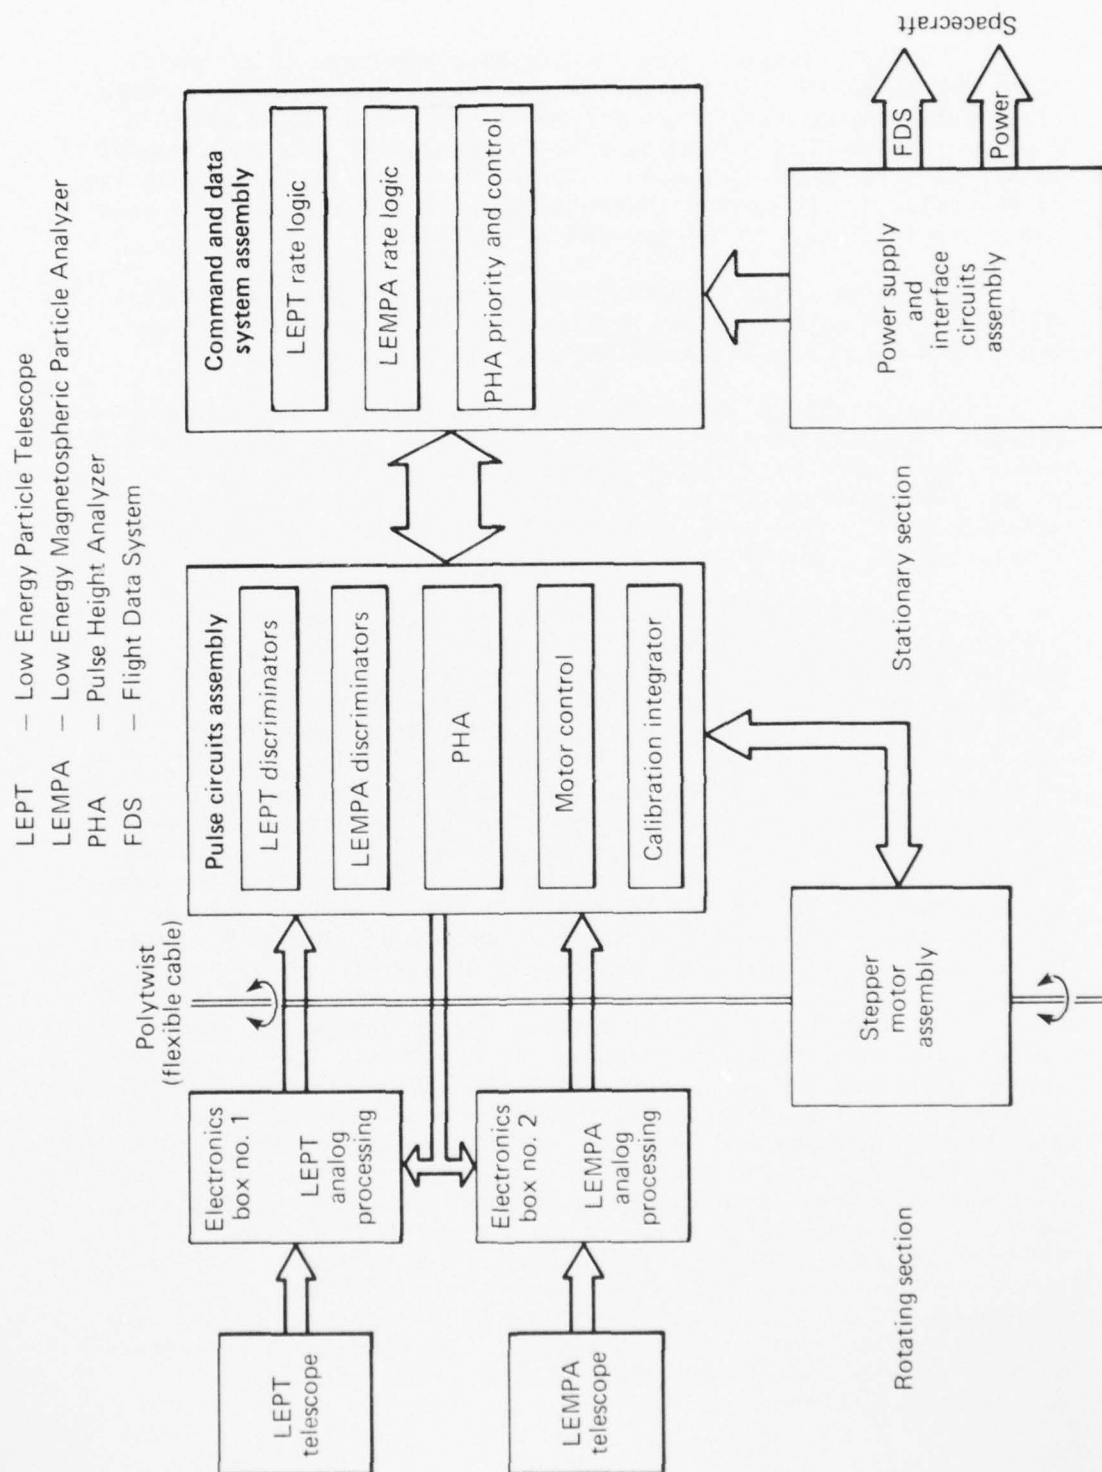 LEPT – Low Energy Particle Telescope
LEMPA – Low Energy Magnetospheric Particle Analyzer
PHA – Pulse Height Analyzer
FDS – Flight Data System
Polytwist
(flexible cable)
LEPT
telescope
LEMPA
telescope
Electronics
box no. 1
LEPT
analog
processing
Electronics
box no. 2
LEMPA
analog
processing
Pulse circuits assembly
LEPT discriminators
LEMPA discriminators
PHA
Motor control
Calibration integrator
Command and data
system assembly
LEPT rate logic
LEMPA rate logic
PHA priority and control
Stepper
motor
assembly
Power supply
and
interface
circuits
assembly
FDS
Power
Spacecraft
Rotating section
Stationary section